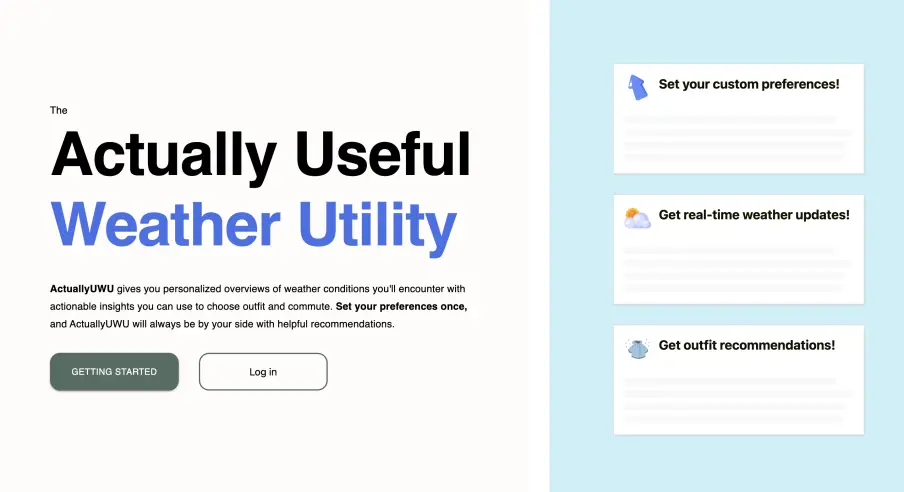 The
Actually Useful
Weather Utility
ActuallyUWU gives you personalized overviews of weather conditions you'll encounter with
actionable insights you can use to choose outfit and commute. Set your preferences once,
and ActuallyUWU will always be by your side with helpful recommendations.
GETTING STARTED
Log in
Set your custom preferences!
Get real-time weather updates!
Get outfit recommendations!